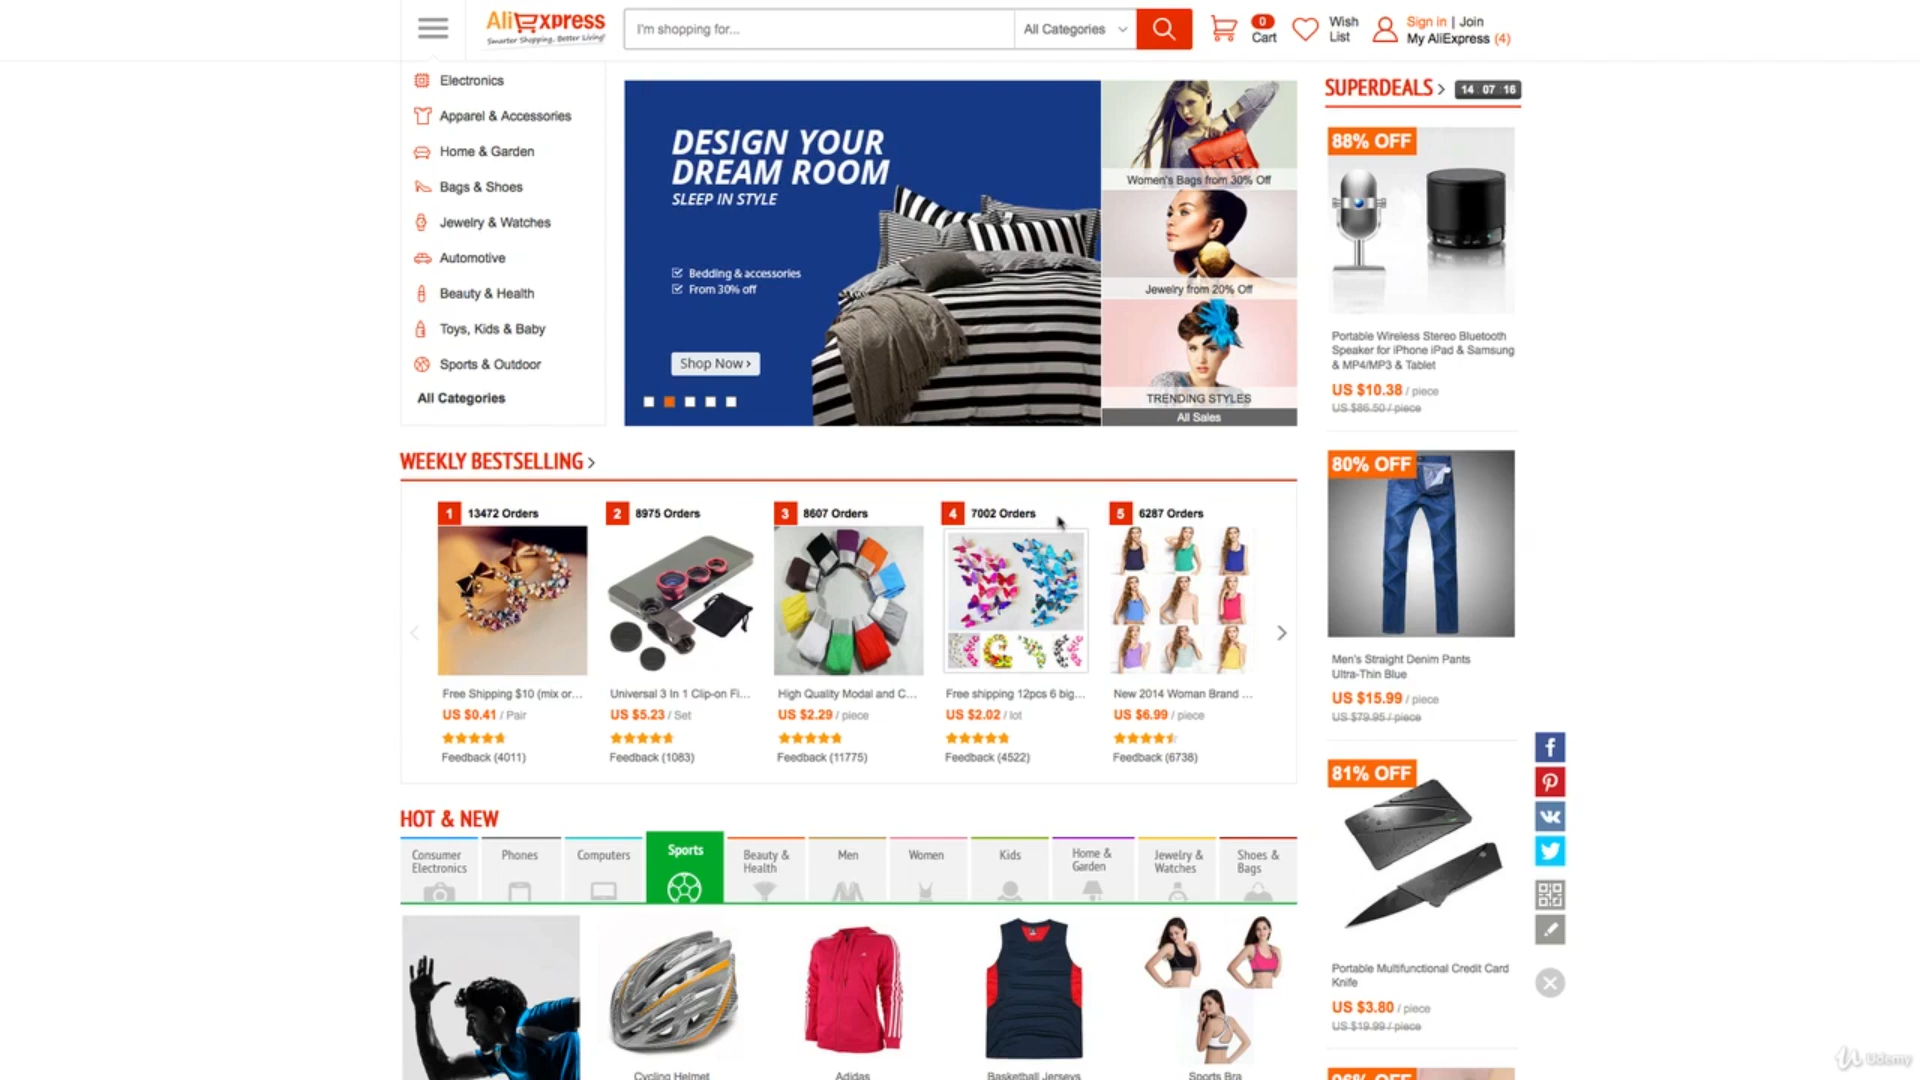 AliExpress
Smarter Shopping, Better Living!
I'm shopping for...
All Categories
0
Cart
Wish
List
Sign in | Join
My AliExpress (4)
Electronics
Apparel & Accessories
Home & Garden
Bags & Shoes
Jewelry & Watches
Automotive
Beauty & Health
Toys, Kids & Baby
Sports & Outdoor
All Categories
DESIGN YOUR
DREAM ROOM
SLEEP IN STYLE
Bedding & accessories
From 30% off
Shop Now ›
Women's Bags from 30% Off
Jewelry from 20% Off
TRENDING STYLES
All Sales
SUPERDEALS >
14 07 16
88% OFF
Portable Wireless Stereo Bluetooth
Speaker for iPhone iPad & Samsung
& MP4/MP3 & Tablet
US $10.38 / piece
US $86.50 / piece
80% OFF
Men's Straight Denim Pants
Ultra-Thin Blue
US $15.99 / piece
US $79.95 / piece
81% OFF
Portable Multifunctional Credit Card
Knife
US $3.80 / piece
US $19.99 / piece
96% OFF
WEEKLY BESTSELLING >
1 13472 Orders
2 8975 Orders
3 8607 Orders
4 7002 Orders
5 6287 Orders
Free Shipping $10 (mix or...
Universal 3 In 1 Clip-on Fi...
High Quality Modal and C...
Free shipping 12pcs 6 big...
New 2014 Woman Brand ...
US $0.41 / Pair
US $5.23 / Set
US $2.29 / piece
US $2.02 / lot
US $6.99 / piece
Feedback (4011)
Feedback (1083)
Feedback (11775)
Feedback (4522)
Feedback (6738)
HOT & NEW
Consumer
Electronics
Phones
Computers
Sports
Beauty &
Health
Men
Women
Kids
Home &
Garden
Jewelry &
Watches
Shoes &
Bags
Cycling Helmet
Adidas
Basketball Jerseys
Sports Bra
Udemy